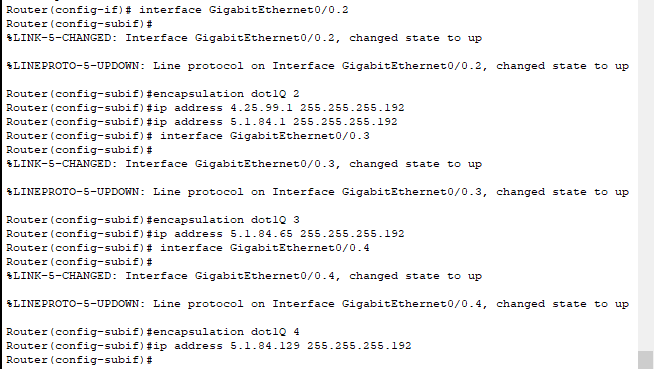 Router(config-if)# interface GigabitEthernet0/0.2
Router(config-subif)#
%LINK-5-CHANGED: Interface GigabitEthernet0/0.2, changed state to up
%LINEPROTO-5-UPDOWN: Line protocol on Interface GigabitEthernet0/0.2, changed state to up
Router(config-subif)#encapsulation dot1Q 2
Router(config-subif)#ip address 4.25.99.1 255.255.255.192
Router(config-subif)#ip address 5.1.84.1 255.255.255.192
Router(config-subif)# interface GigabitEthernet0/0.3
Router(config-subif)#
%LINK-5-CHANGED: Interface GigabitEthernet0/0.3, changed state to up
%LINEPROTO-5-UPDOWN: Line protocol on Interface GigabitEthernet0/0.3, changed state to up
Router(config-subif)#encapsulation dot1Q 3
Router(config-subif)#ip address 5.1.84.65 255.255.255.192
Router(config-subif)# interface GigabitEthernet0/0.4
Router(config-subif)#
%LINK-5-CHANGED: Interface GigabitEthernet0/0.4, changed state to up
%LINEPROTO-5-UPDOWN: Line protocol on Interface GigabitEthernet0/0.4, changed state to up
Router(config-subif)#encapsulation dot1Q 4
Router(config-subif)#ip address 5.1.84.129 255.255.255.192
Router(config-subif)#